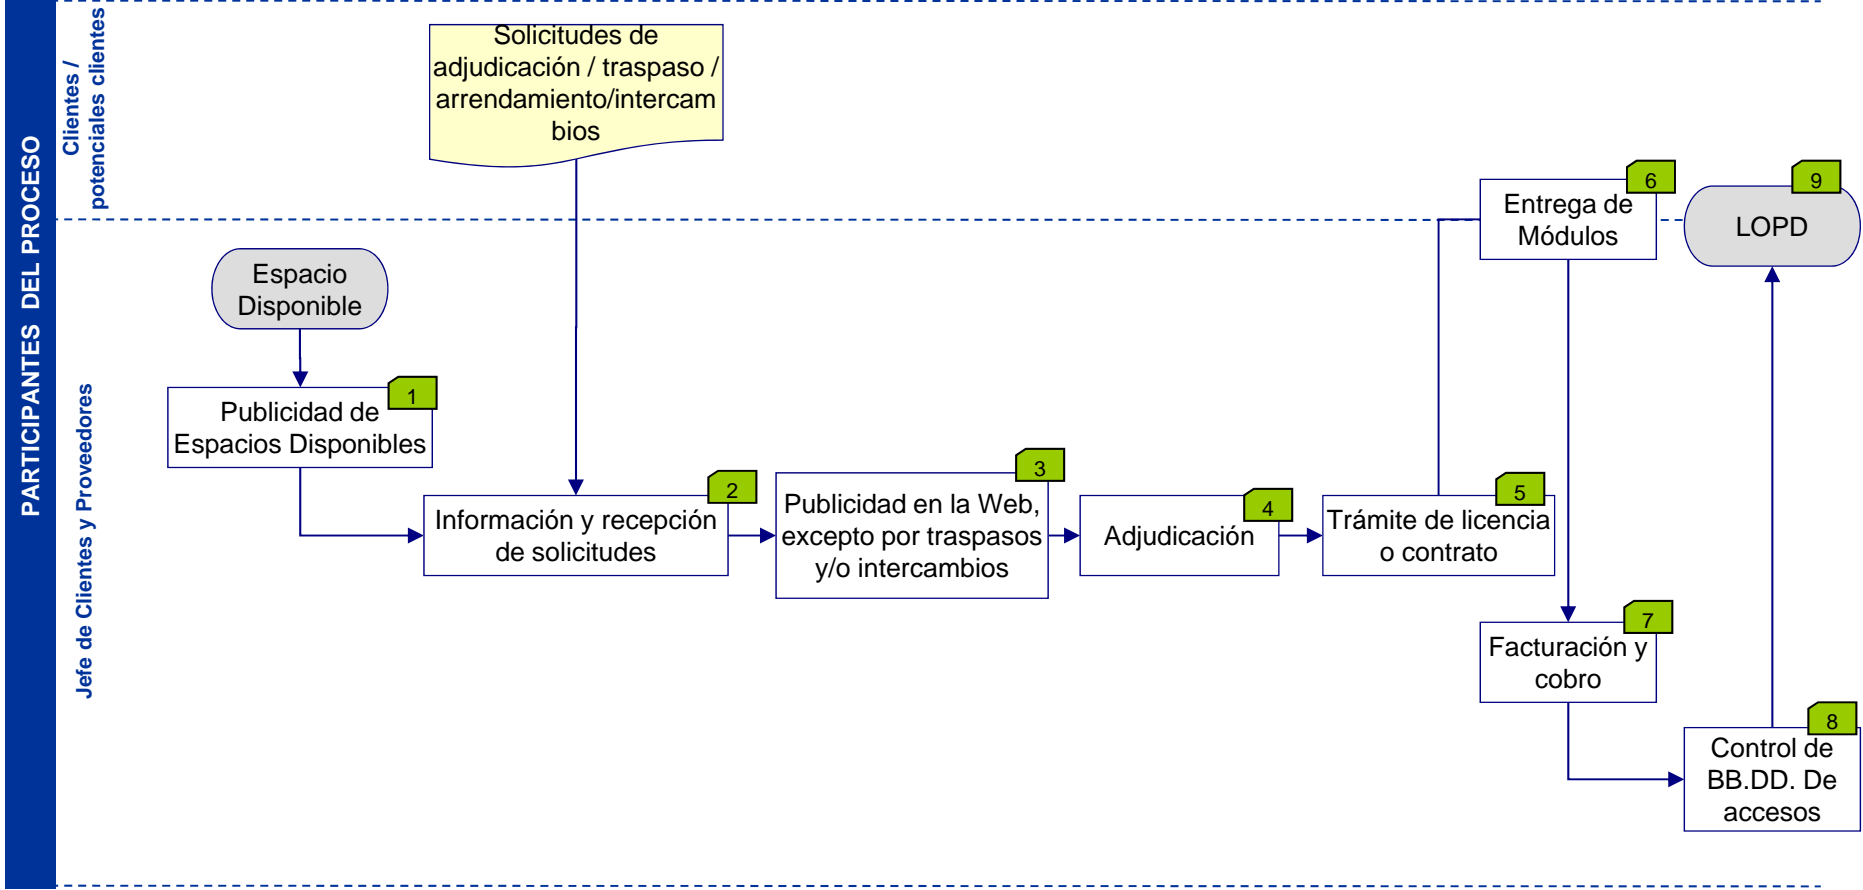 PARTICIPANTES DEL PROCESO
Clientes /
potenciales clientes
Jefe de Clientes y Proveedores
Solicitudes de
adjudicación / traspaso /
arrendamiento/intercam
bios
Espacio
Disponible
1
Publicidad de
Espacios Disponibles
2
Información y recepción
de solicitudes
3
Publicidad en la Web,
excepto por traspasos
y/o intercambios
4
Adjudicación
5
Trámite de licencia
o contrato
6
Entrega de
Módulos
7
Facturación y
cobro
8
Control de
BB.DD. De
accesos
9
LOPD